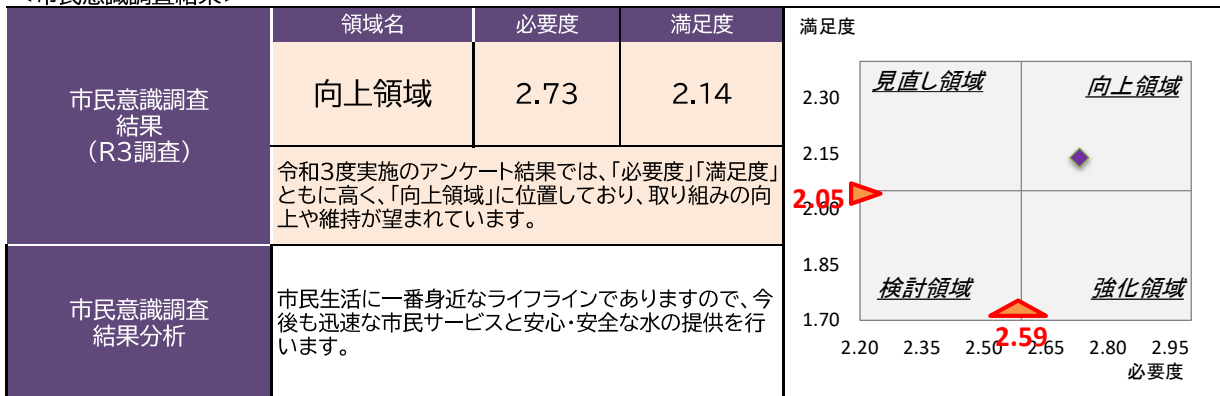 領域名 必要度 満足度
市民意識調査
結果
(R3調査)
向上領域 2.73 2.14
令和3度実施のアンケート結果では、「必要度」「満足度」
ともに高く、「向上領域」に位置しており、取り組みの向
上や維持が望まれています。
市民意識調査
結果分析
市民生活に一番身近なライフラインでありますので、今
後も迅速な市民サービスと安心・安全な水の提供を行
います。
満足度
見直し領域 向上領域
2.30
2.15
2.05
2.00
1.85
検討領域 強化領域
1.70
2.59
2.20 2.35 2.50 2.65 2.80 2.95
必要度